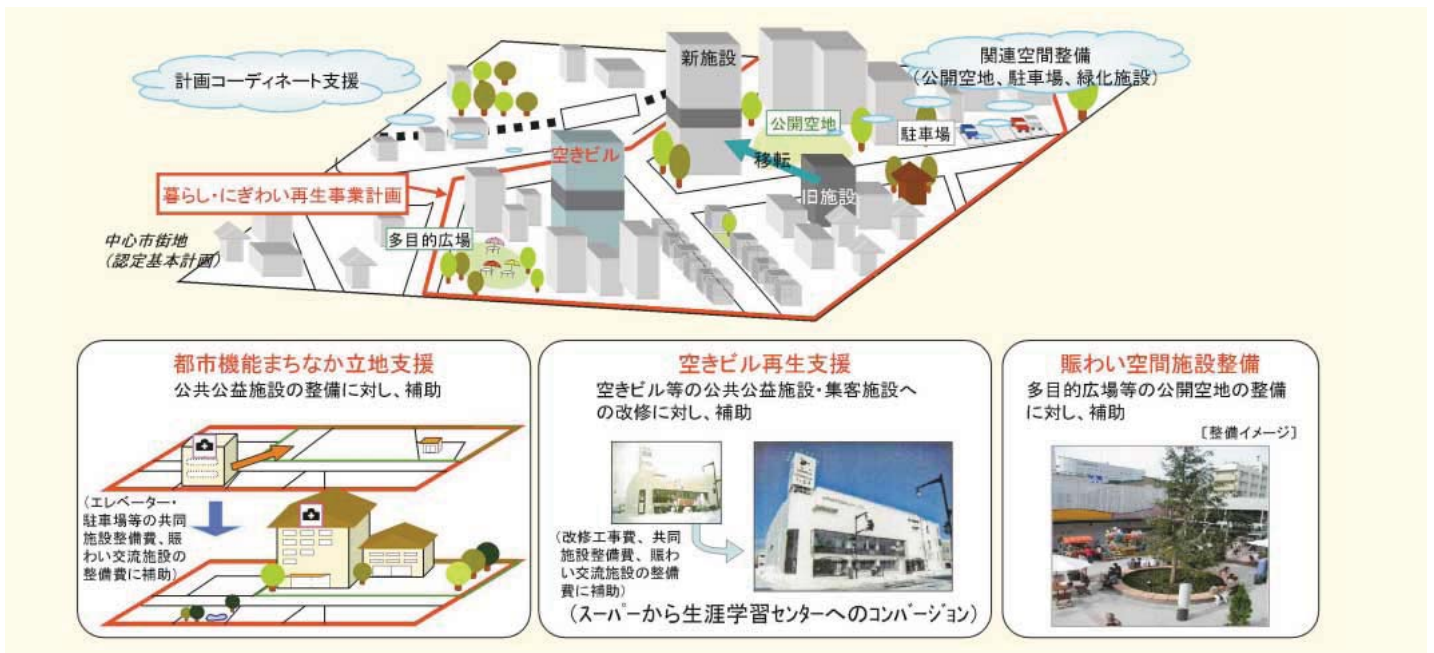 計画コーディネート支援
新施設
関連空間整備
(公開空地、駐車場、緑化施設)
公開空地
駐車場
空きビル
移転
旧施設
暮らし・にぎわい再生事業計画
多目的広場
中心市街地
(認定基本計画)
都市機能まちなか立地支援
公共公益施設の整備に対し、補助
(エレベーター・
駐車場等の共同
施設整備費、賑
わい交流施設の
整備費に補助)
空きビル再生支援
空きビル等の公共公益施設・集客施設へ
の改修に対し、補助
(改修工事費、共同
施設整備費、賑わ
い交流施設の整備
費に補助)
(スーパーから生涯学習センターへのコンバージョン)
賑わい空間施設整備
多目的広場等の公開空地の整備
に対し、補助
〔整備イメージ〕